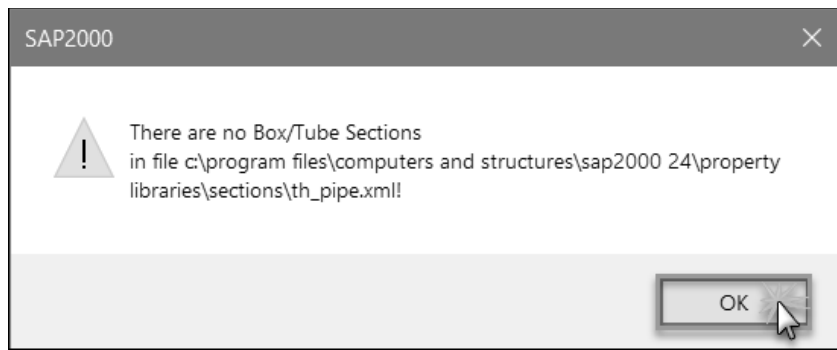 SAP2000
There are no Box/Tube Sections
in file c:\program files\computers and structures\sap2000 24\property
libraries\sections\th_pipe.xml!
OK